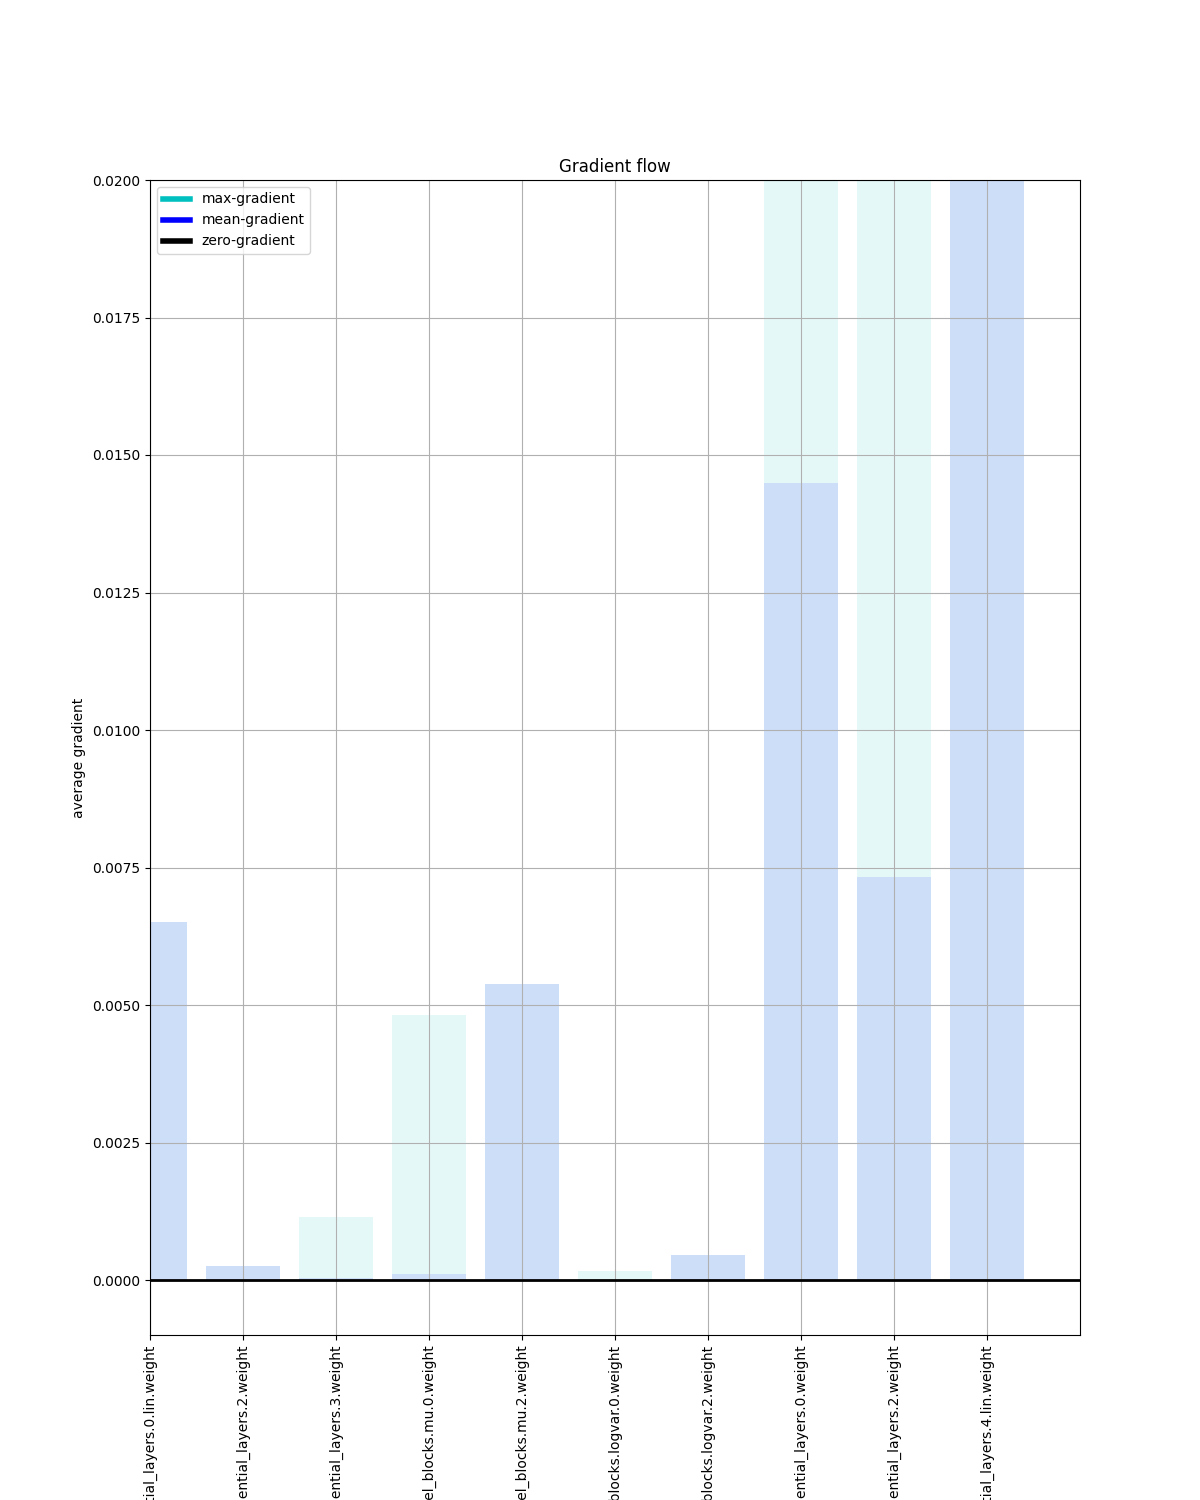 Gradient flow
max-gradient
mean-gradient
zero-gradient
0.0200
0.0175
0.0150
0.0125
0.0100
0.0075
0.0050
0.0025
0.0000
average gradient
tial_layers.0.lin.weight
ential_layers.2.weight
ential_layers.3.weight
el_blocks.mu.0.weight
el_blocks.mu.2.weight
blocks.logvar.0.weight
blocks.logvar.2.weight
ential_layers.0.weight
ential_layers.2.weight
tial_layers.4.lin.weight